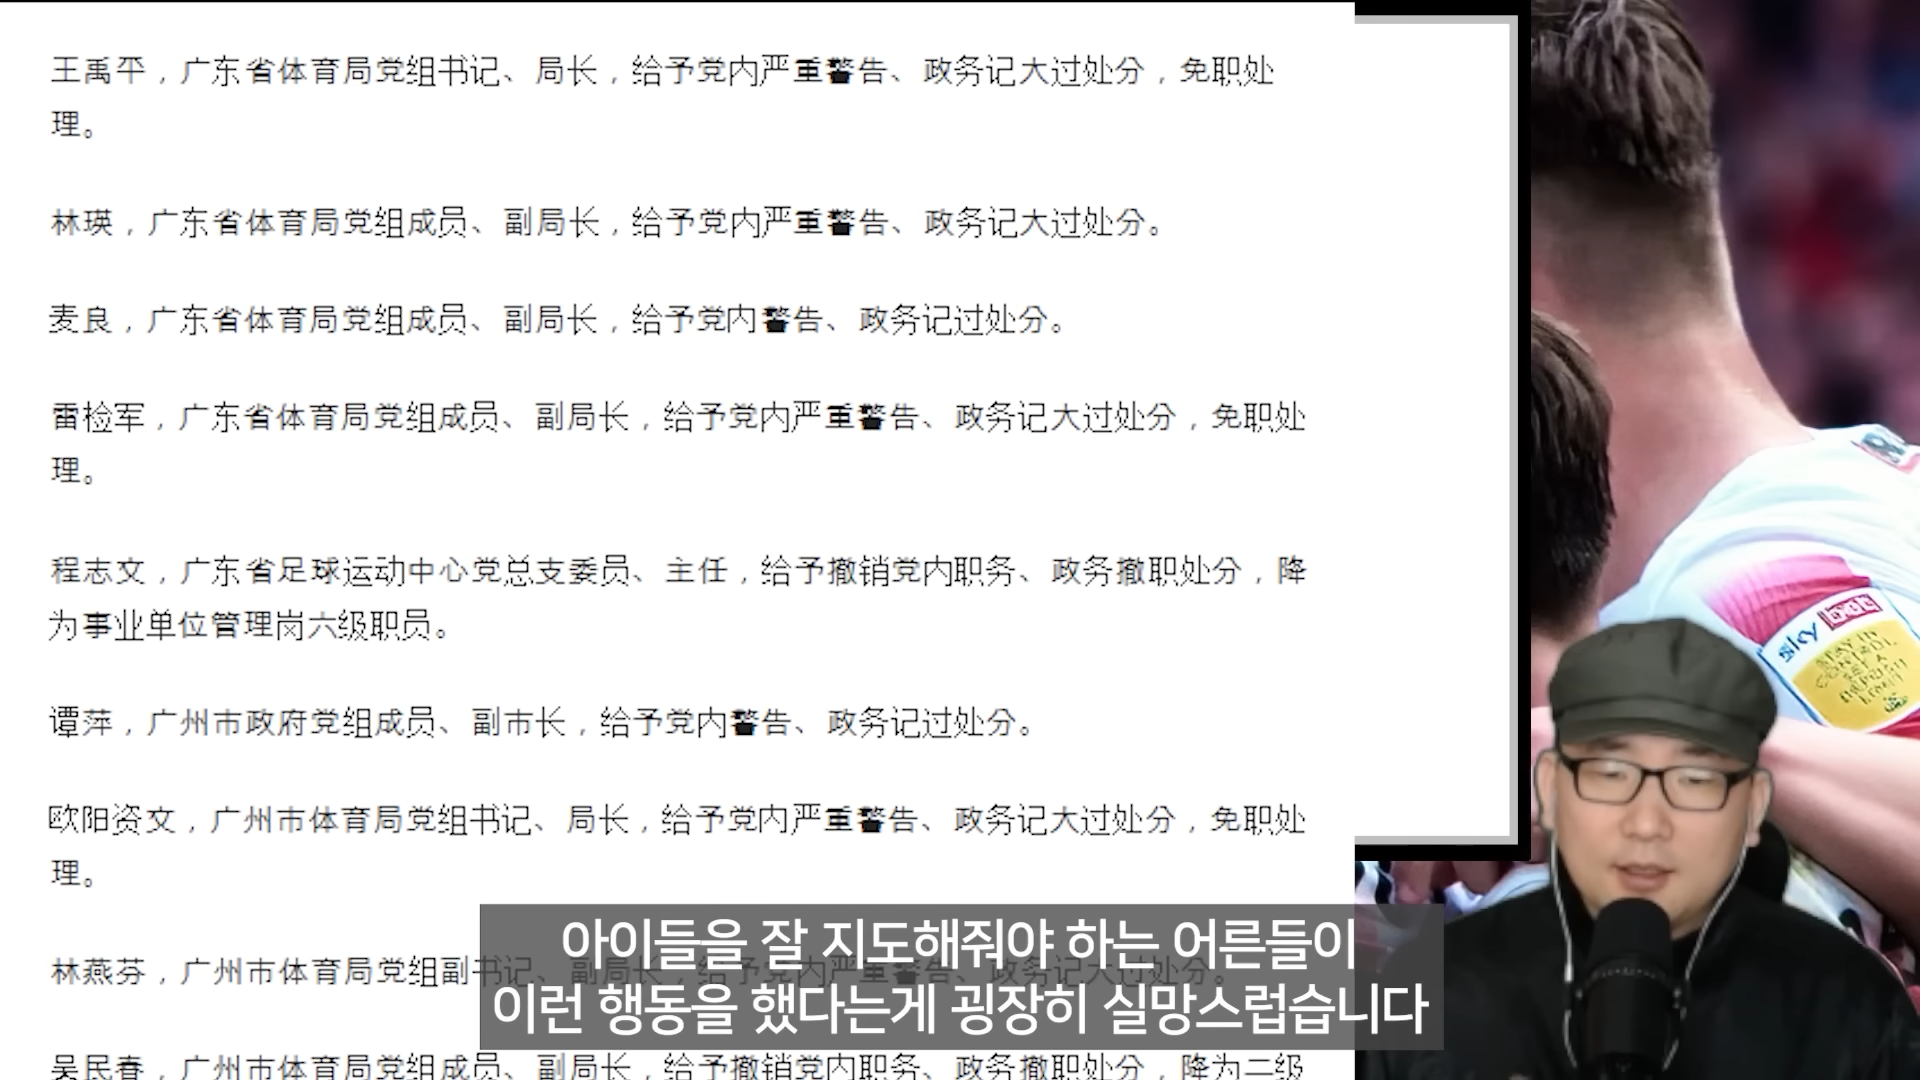 王禹平，广东省体育局党组书记、局长，给予党内严重警告、政务记大过处分，免职处
理。
林瑛，广东省体育局党组成员、副局长，给予党内严重警告、政务记大过处分。
麦良，广东省体育局党组成员、副局长，给予党内警告、政务记过处分。
雷检军，广东省体育局党组成员、副局长，给予党内严重警告、政务记大过处分，免职处
理。
程志文，广东省足球运动中心党总支委员、主任，给予撤销党内职务、政务撤职处分，降
为事业单位管理岗六级职员。
谭萍，广州市政府党组成员、副市长，给予党内警告、政务记过处分。
欧阳资文，广州市体育局党组书记、局长，给予党内严重警告、政务记大过处分，免职处
理。
林燕芬，广州市体育局党组副书记、副局长，给予党内严重警告、政务记大过处分。
吴民春，广州市体育局党组成员、副局长，给予撤销党内职务、政务撤职处分，降为二级
아이들을 잘 지도해줘야 하는 어른들이
이런 행동을 했다는게 굉장히 실망스럽습니다
sky